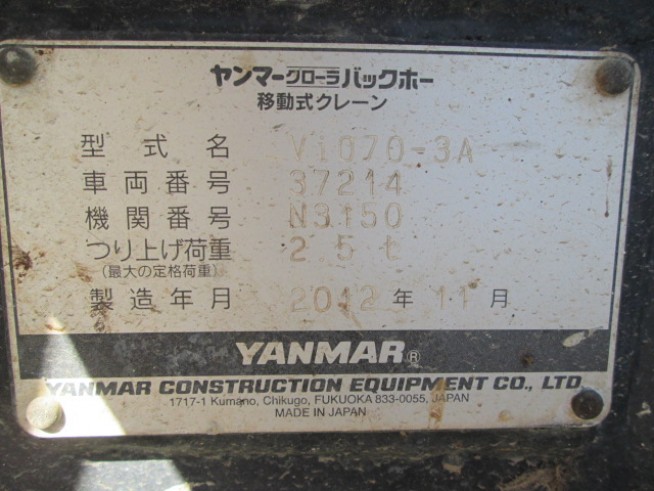 ヤンマークローラバックホー
移動式クレーン
型式名 ViO70-3A
車両番号 37214
機関番号 N3150
つり上げ荷重 2 5 t
(最大の定格荷重)
製造年月 2012年11月
YANMAR®
YANMAR CONSTRUCTION EQUIPMENT CO., LTD.
1717-1 Kumano, Chikugo, FUKUOKA 833-0055, JAPAN
MADE IN JAPAN